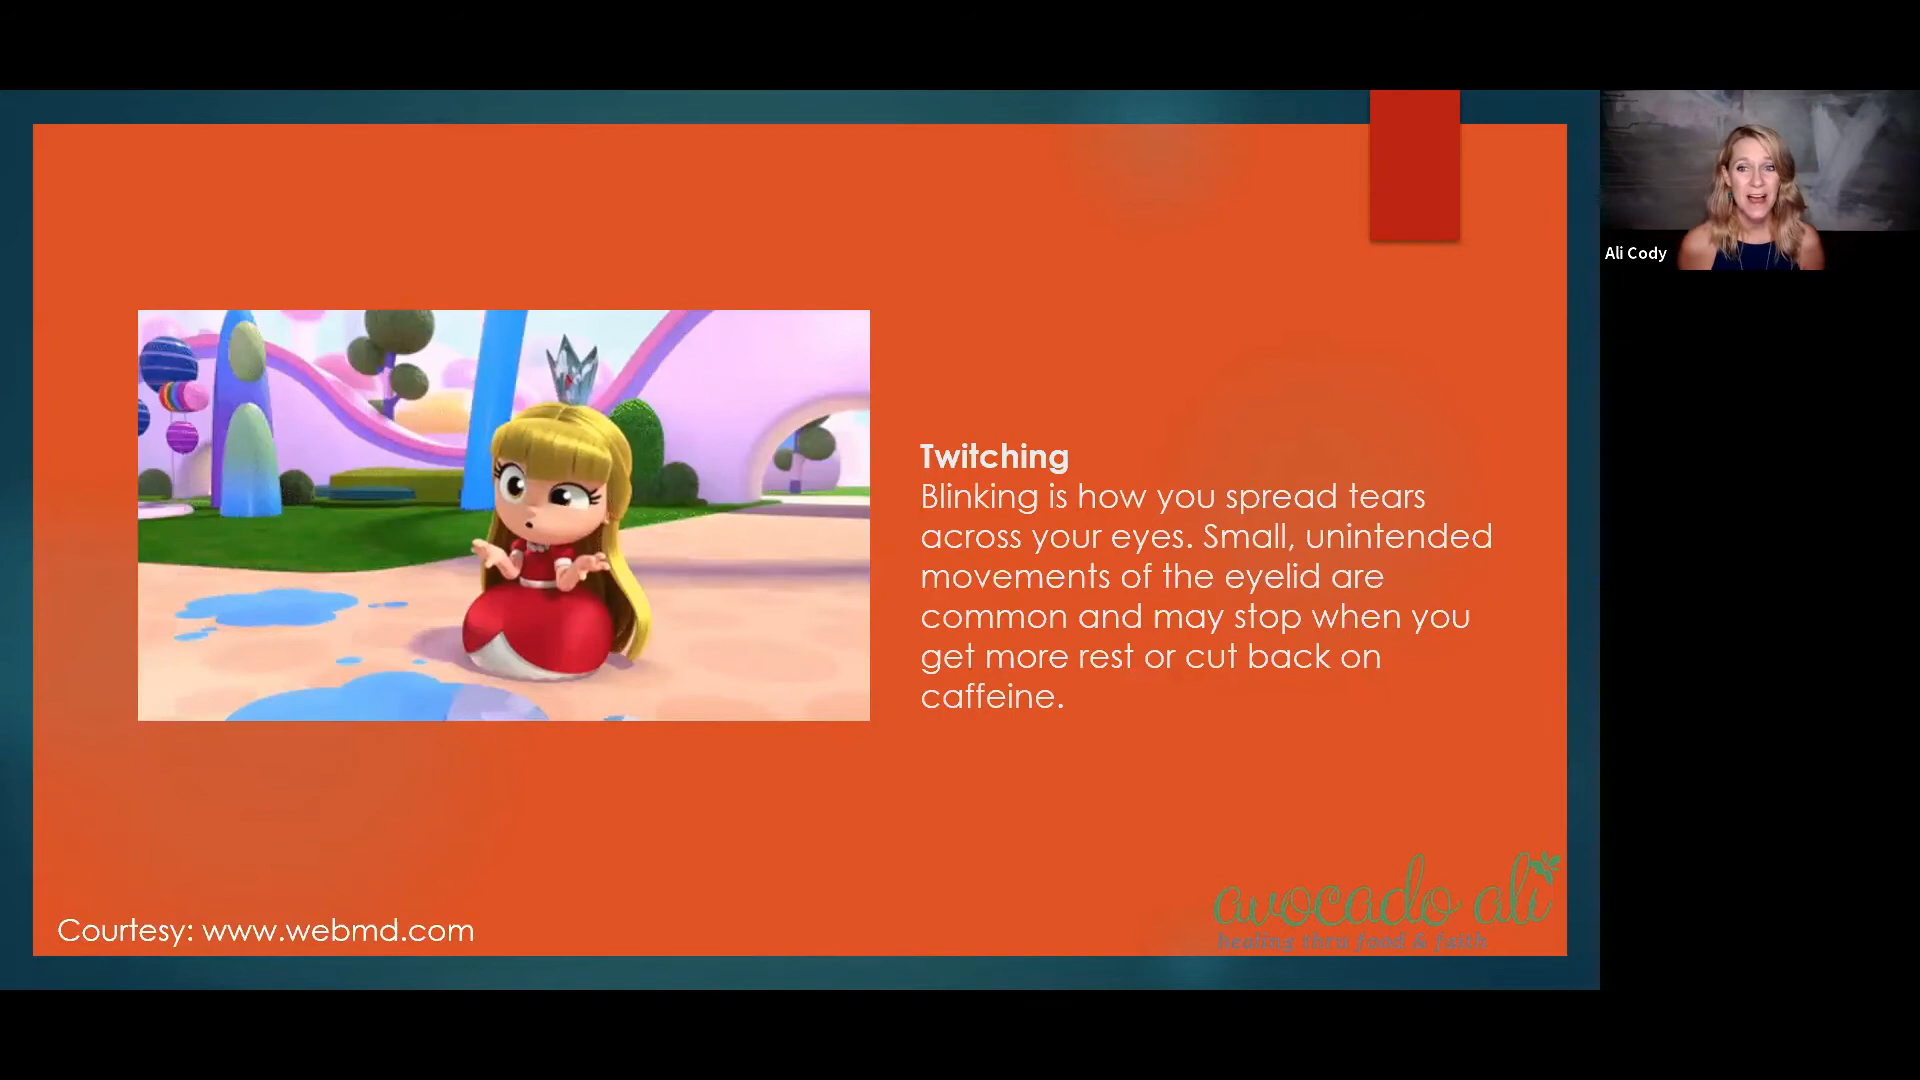 Twitching
Blinking is how you spread tears
across your eyes. Small, unintended
movements of the eyelid are
common and may stop when you
get more rest or cut back on
caffeine.
Courtesy: www.webmd.com
avocado ali
healing thru food & faith
Ali Cody